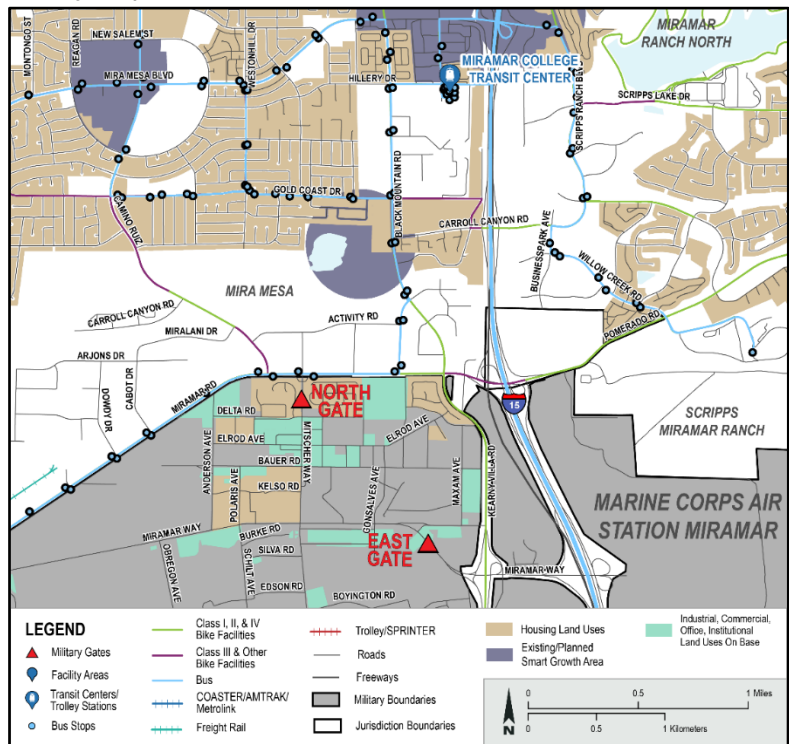 MONTONGO ST
REAGAN RD
NEW SALEM ST
WESTONHILL DR
MIRA MESA BLVD
HILLERY DR
MIRAMAR COLLEGE
TRANSIT CENTER
MIRAMAR
RANCH NORTH
SCRIPPS RANCH BLVD
SCRIPPS LAKE DR
GOLD COAST DR
BLACK MOUNTAIN RD
CAMINO RUIZ
CARROLL CANYON RD
BUSINESSPARK AVE
WILLOW CREEK RD
MIRA MESA
CARROLL CANYON RD
ACTIVITY RD
MIRALANI DR
POMERADO RD
ARJONS DR
DOWDY DR
CABOT DR
MIRAMAR RD
NORTH
GATE
15
SCRIPPS
MIRAMAR RANCH
DELTA RD
ELROD AVE
ELROD AVE
BAUER RD
ANDERSON AVE
MITSCHER WAY
KELSO RD
POLARIS AVE
GONSALVES AVE
MAXAM AVE
KEARNY VILLA RD
MARINE CORPS AIR
STATION MIRAMAR
MIRAMAR WAY
BURKE RD
EAST
GATE
OBREGON AVE
SCHILT AVE
SILVA RD
MIRAMAR WAY
EDSON RD
BOYINGTON RD
LEGEND
Military Gates
Facility Areas
Transit Centers/
Trolley Stations
Bus Stops
Class I, II, & IV
Bike Facilities
Class III & Other
Bike Facilities
Bus
COASTER/AMTRAK/
Metrolink
Freight Rail
Trolley/SPRINTER
Roads
Freeways
Military Boundaries
Jurisdiction Boundaries
Housing Land Uses
Existing/Planned
Smart Growth Area
Industrial, Commercial,
Office, Institutional
Land Uses On Base
N
0 0.5 1 Miles
0 0.5 1 Kilometers